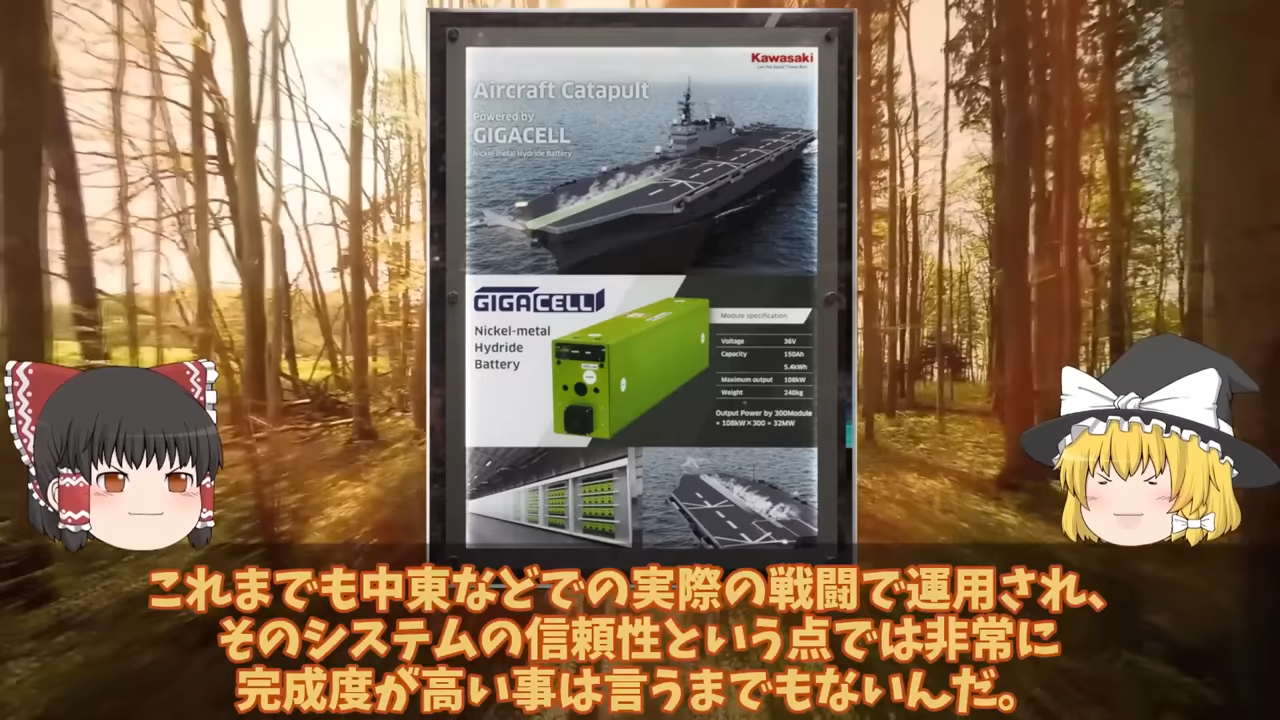 Kawasaki
Aircraft Catapult
Powered by
GIGACELL
Nickel-metal Hydride Battery
GIGACELL
Nickel-metal
Hydride
Battery
Module specification
Voltage 36V
Capacity 150Ah
5.4kWh
Maximum output 108kW
Weight 240kg
Output Power by 300Module
= 108kW×300 = 32MW
これまでも中東などでの実際の戦闘で運用され、
そのシステムの信頼性という点では非常に
完成度が高い事は言うまでもないんだ。